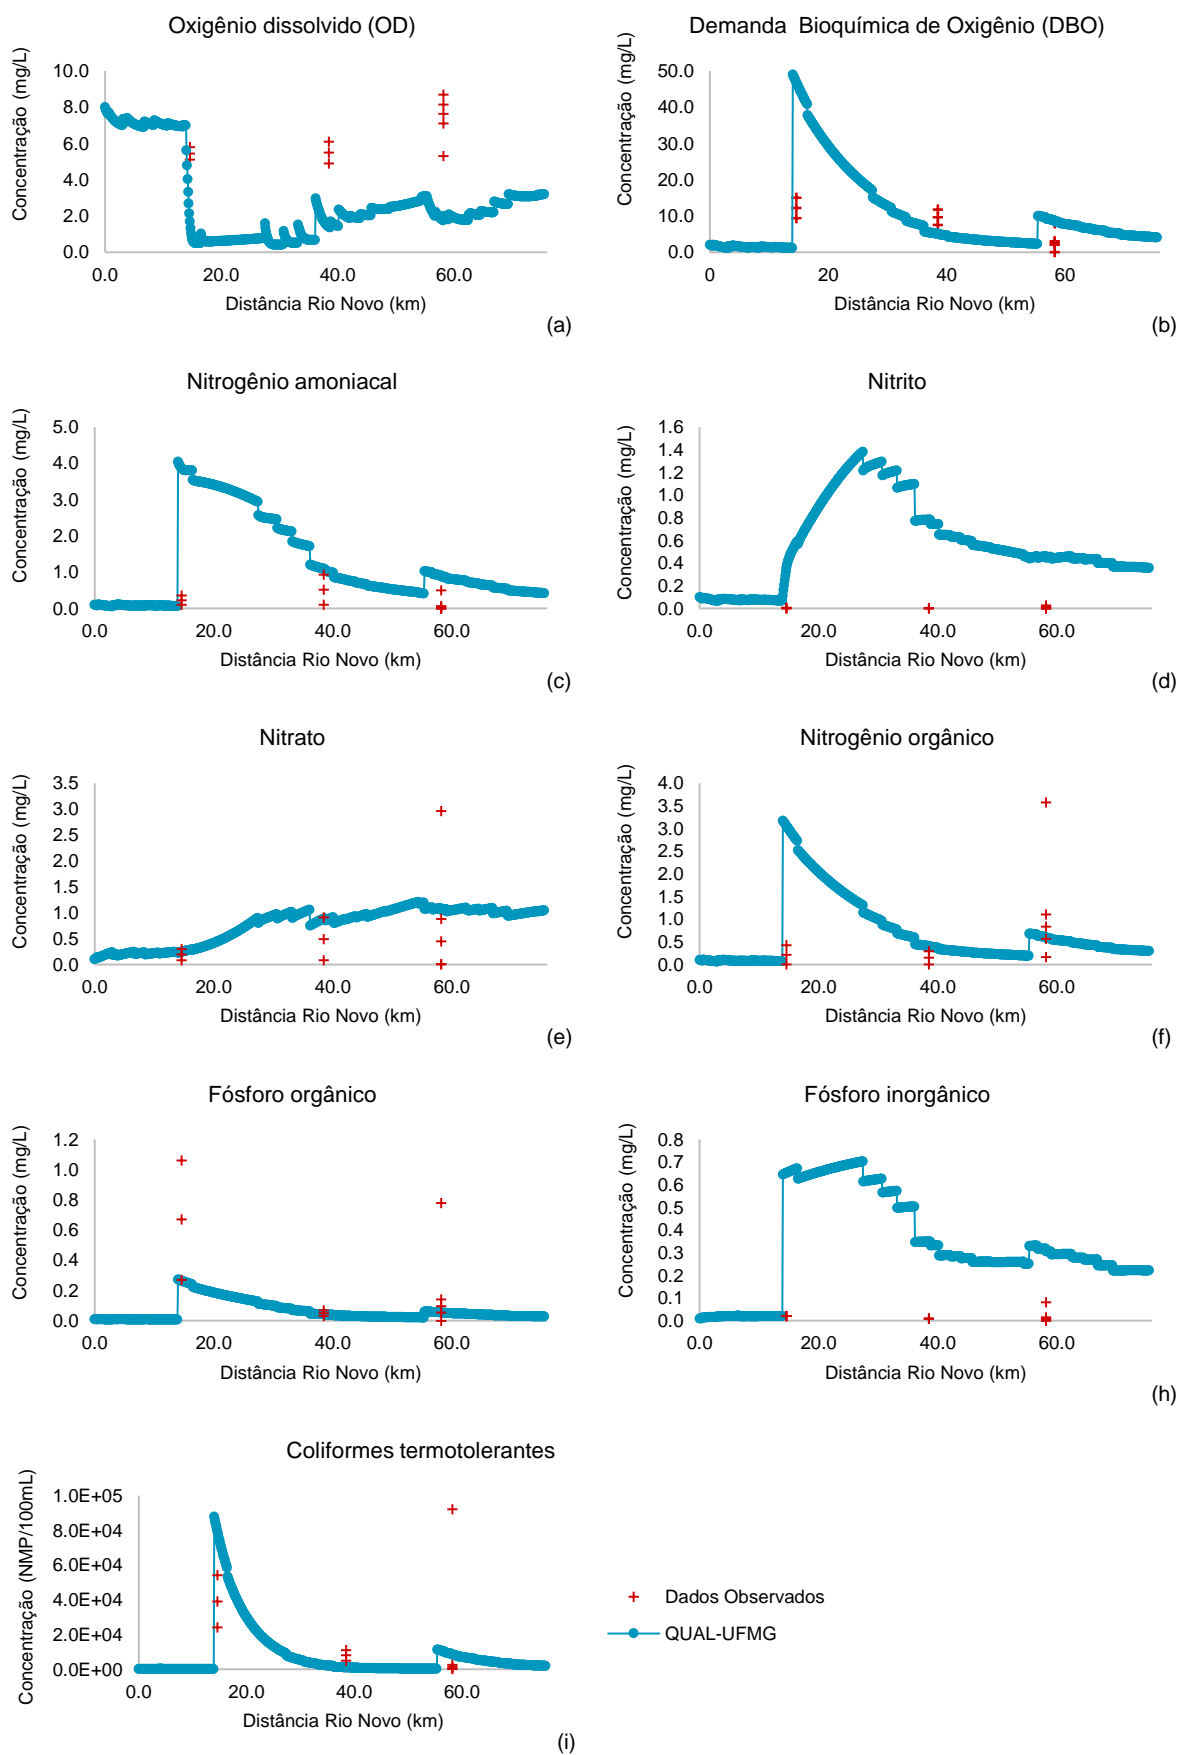 Oxigênio dissolvido (OD)
Concentração (mg/L)
10.0
8.0
6.0
4.0
2.0
0.0
0.0 20.0 40.0 60.0
Distância Rio Novo (km)
(a)
Demanda Bioquímica de Oxigênio (DBO)
Concentração (mg/L)
50.0
40.0
30.0
20.0
10.0
0.0
0 20 40 60
Distância Rio Novo (km)
(b)
Nitrogênio amoniacal
Concentração (mg/L)
5.0
4.0
3.0
2.0
1.0
0.0
0.0 20.0 40.0 60.0
Distância Rio Novo (km)
(c)
Nitrito
Concentração (mg/L)
1.6
1.4
1.2
1.0
0.8
0.6
0.4
0.2
0.0
0.0 20.0 40.0 60.0
Distância Rio Novo (km)
(d)
Nitrato
Concentração (mg/L)
3.5
3.0
2.5
2.0
1.5
1.0
0.5
0.0
0.0 20.0 40.0 60.0
Distância Rio Novo (km)
(e)
Nitrogênio orgânico
Concentração (mg/L)
4.0
3.5
3.0
2.5
2.0
1.5
1.0
0.5
0.0
0.0 20.0 40.0 60.0
Distância Rio Novo (km)
(f)
Fósforo orgânico
Concentração (mg/L)
1.2
1.0
0.8
0.6
0.4
0.2
0.0
0.0 20.0 40.0 60.0
Distância Rio Novo (km)
Fósforo inorgânico
Concentração (mg/L)
0.8
0.7
0.6
0.5
0.4
0.3
0.2
0.1
0.0
0.0 20.0 40.0 60.0
Distância Rio Novo (km)
(h)
Coliformes termotolerantes
Concentração (NMP/100mL)
1.0E+05
8.0E+04
6.0E+04
4.0E+04
2.0E+04
0.0E+00
0.0 20.0 40.0 60.0
Distância Rio Novo (km)
(i)
Dados Observados
QUAL-UFMG